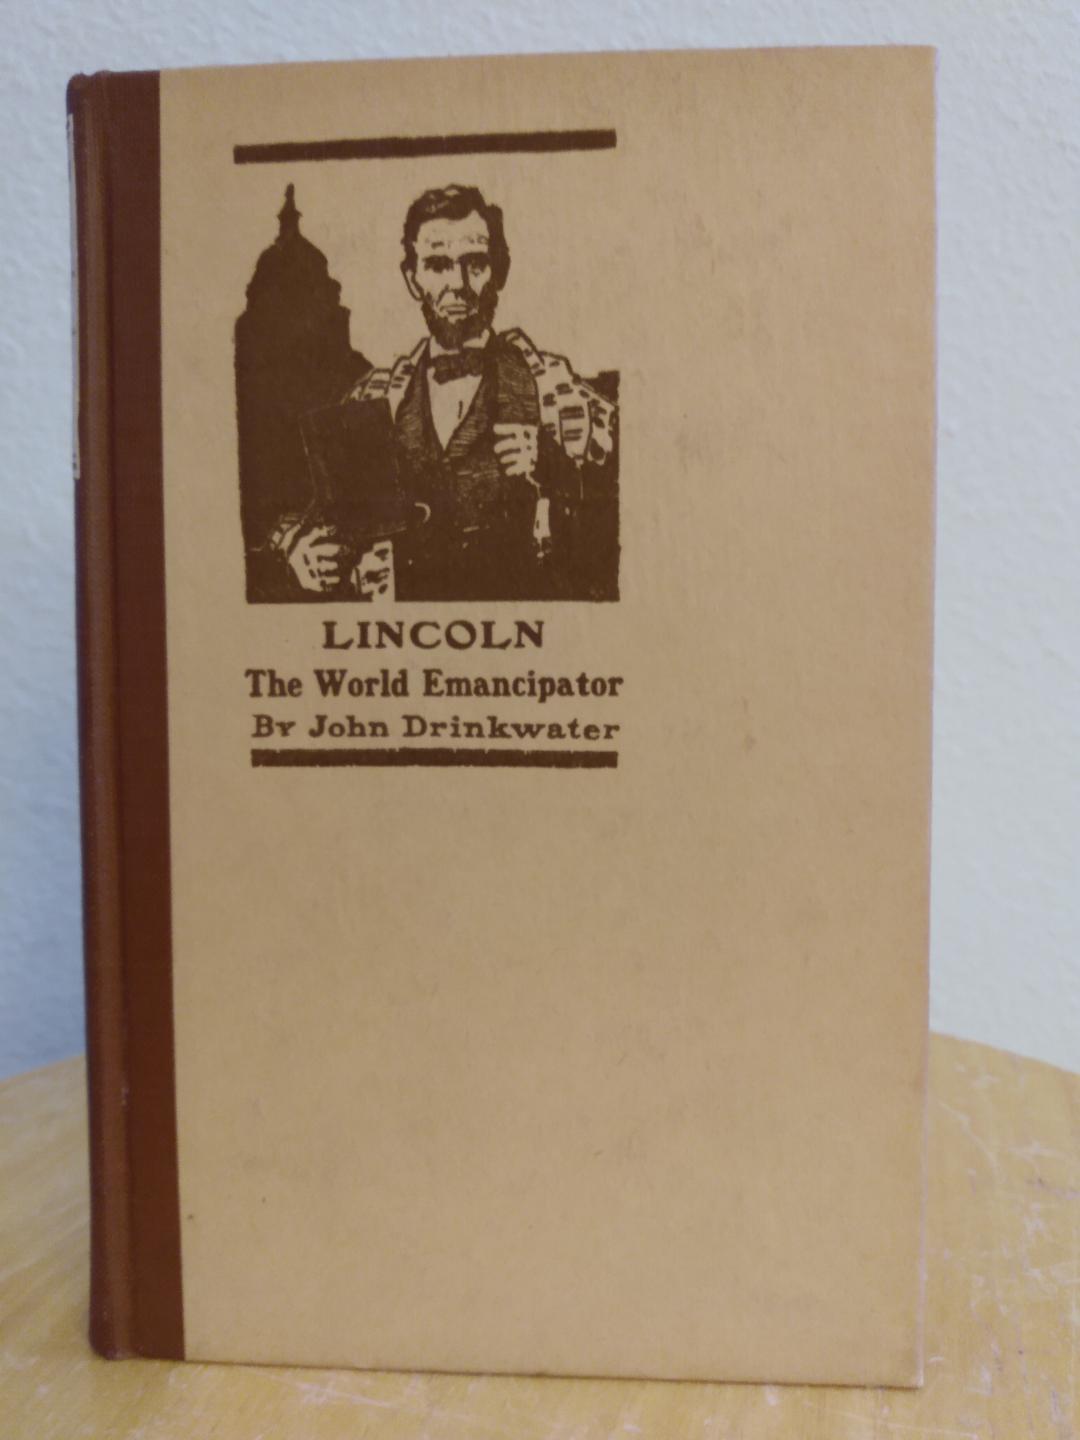 LINCOLN
The World Emancipator
By John Drinkwater